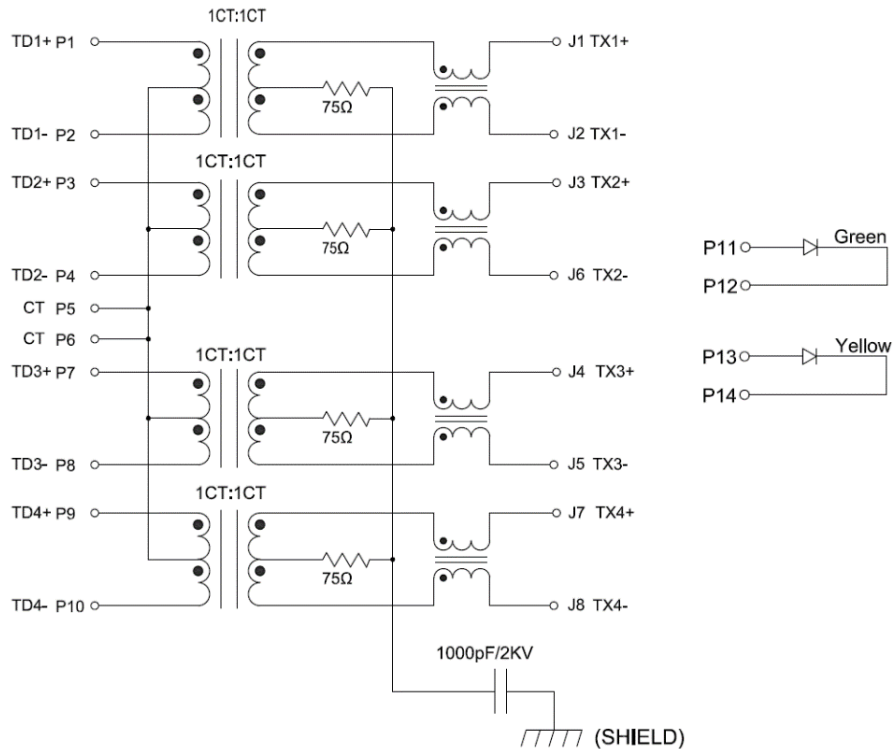 1CT:1CT
TD1+ P1
J1 TX1+
75Ω
TD1- P2
J2 TX1-
1CT:1CT
TD2+ P3
J3 TX2+
75Ω
Green
P11
P12
TD2- P4
J6 TX2-
CT P5
CT P6
Yellow
P13
P14
1CT:1CT
TD3+ P7
J4 TX3+
75Ω
TD3- P8
J5 TX3-
1CT:1CT
TD4+ P9
J7 TX4+
75Ω
TD4- P10
J8 TX4-
1000pF/2KV
(SHIELD)